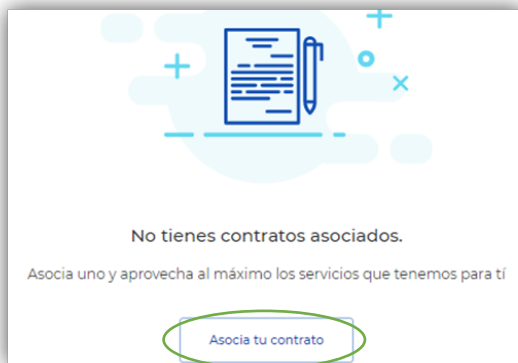 No tienes contratos asociados.
Asocia uno y aprovecha al máximo los servicios que tenemos para tí
Asocia tu contrato